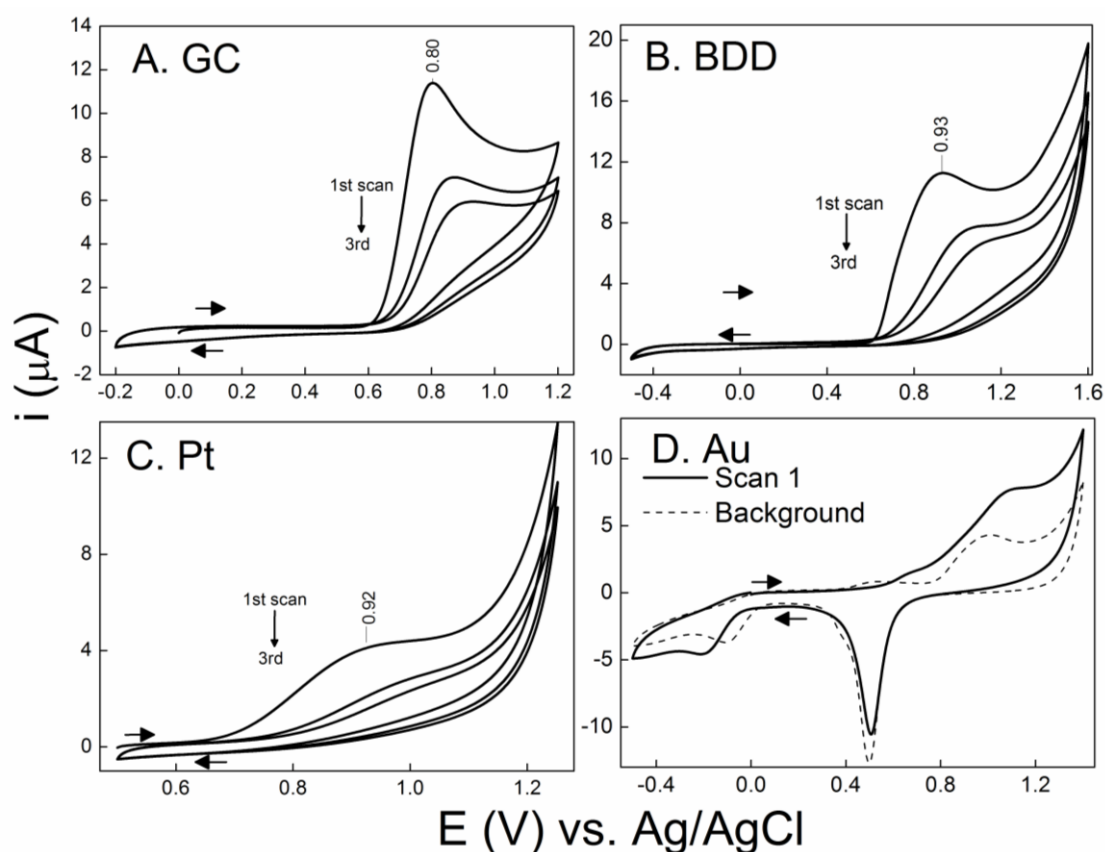 A. GC
0.80
1st scan
3rd
14
12
10
8
6
4
2
0
-2
-0.2 0.0 0.2 0.4 0.6 0.8 1.0 1.2
B. BDD
0.93
1st scan
3rd
20
16
12
8
4
0
-0.4 0.0 0.4 0.8 1.2 1.6
i (μA)
C. Pt
0.92
1st scan
3rd
12
8
4
0
0.6 0.8 1.0 1.2
D. Au
Scan 1
Background
10
5
0
-5
-10
-0.4 0.0 0.4 0.8 1.2
E (V) vs. Ag/AgCl